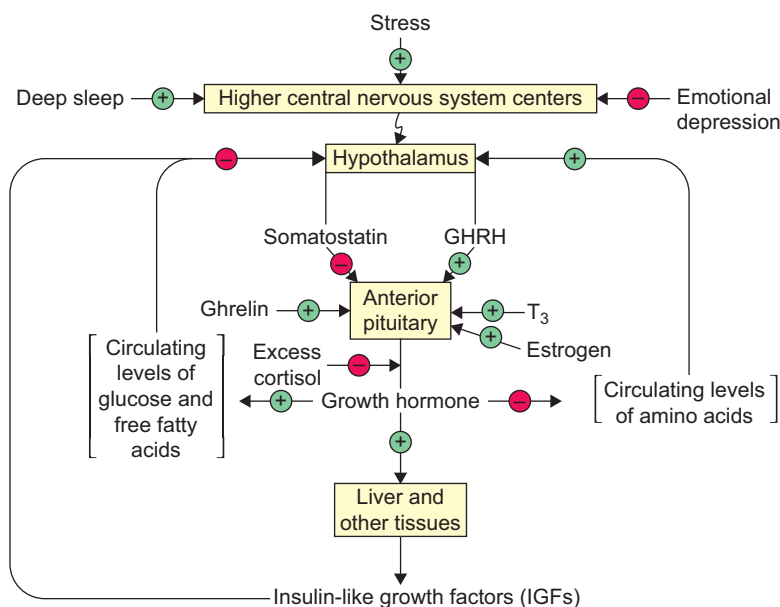 Stress
Deep sleep
Higher central nervous system centers
Emotional
depression
Hypothalamus
Somatostatin
GHRH
Ghrelin
Anterior
pituitary
T3
Estrogen
Excess
cortisol
Circulating
levels of
glucose and
free fatty
acids
Growth hormone
Circulating levels
of amino acids
Liver and
other tissues
Insulin-like growth factors (IGFs)